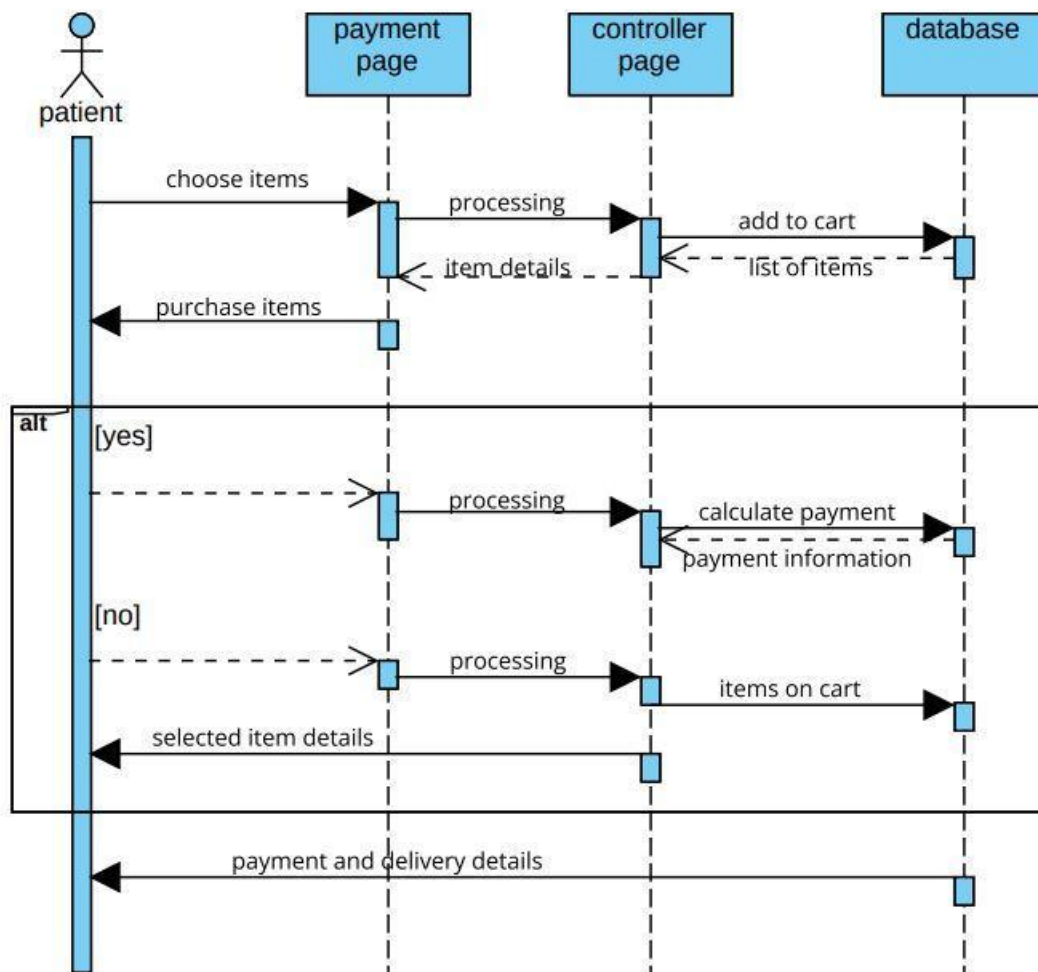 payment
page
controller
page
database
patient
choose items
processing
add to cart
item details
list of items
purchase items
alt
[yes]
processing
calculate payment
payment information
[no]
processing
items on cart
selected item details
payment and delivery details